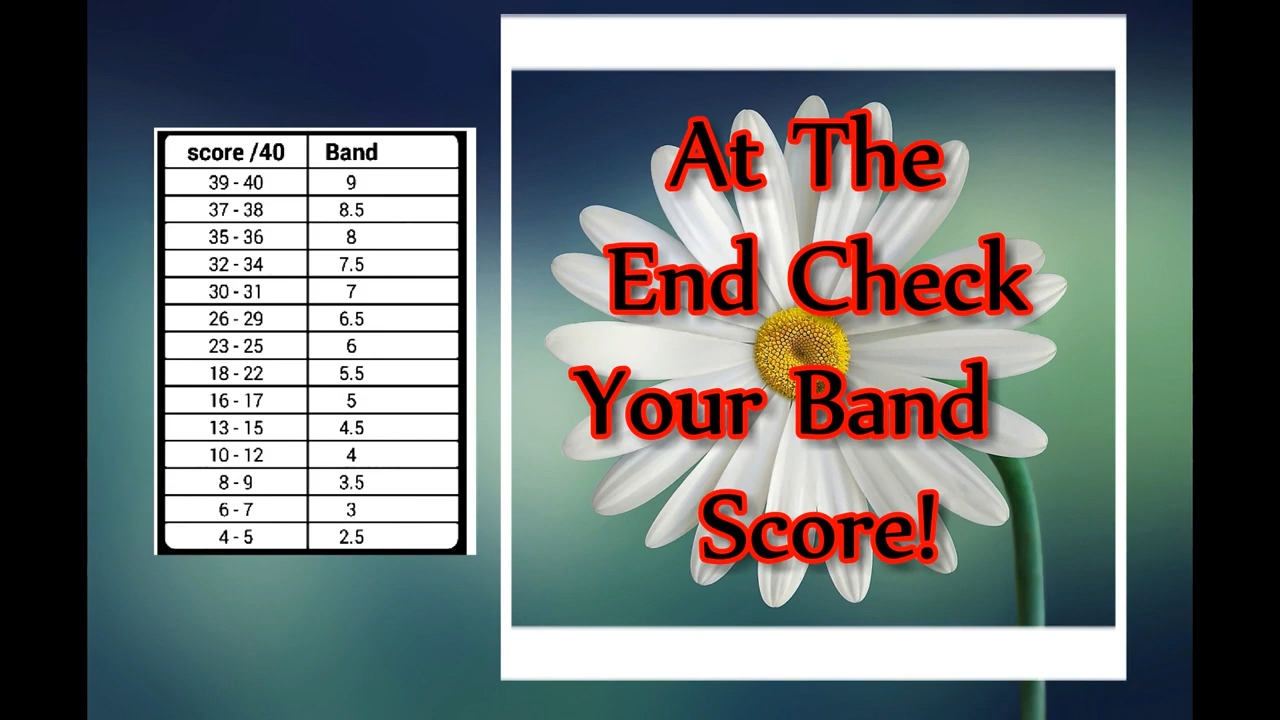 score /40 Band
39 - 40 9
37 - 38 8.5
35 - 36 8
32 - 34 7.5
30 - 31 7
26 - 29 6.5
23 - 25 6
18 - 22 5.5
16 - 17 5
13 - 15 4.5
10 - 12 4
8 - 9 3.5
6 - 7 3
4 - 5 2.5
At The
End Check
Your Band
Score!